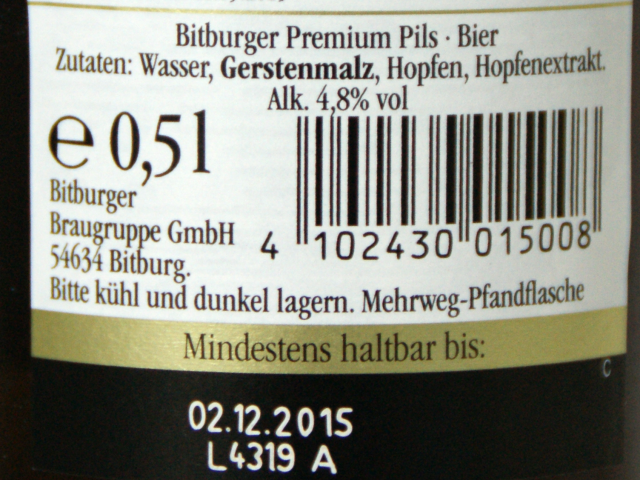 Bitburger Premium Pils · Bier
Zutaten: Wasser, Gerstenmalz, Hopfen, Hopfenextrakt.
Alk. 4,8% vol
℮ 0,5l
Bitburger
Braugruppe GmbH
54634 Bitburg.
4 102430 015008
Bitte kühl und dunkel lagern. Mehrweg-Pfandflasche
Mindestens haltbar bis:
C
02.12.2015
L4319 A